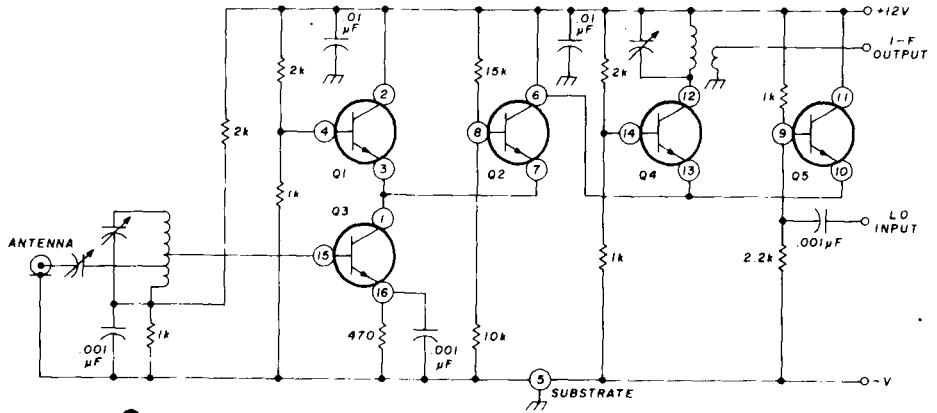 .01
µF
2k
2k
1k
2
4
3
Q1
Q3
1
15
16
470
.001
µF
ANTENNA
.001
µF
1k
15k
8
6
7
Q2
10k
5
SUBSTRATE
.01
µF
2k
14
12
13
Q4
1k
1k
9
11
10
Q5
.001µF
2.2k
+12V
I-F
OUTPUT
LO
INPUT
-V